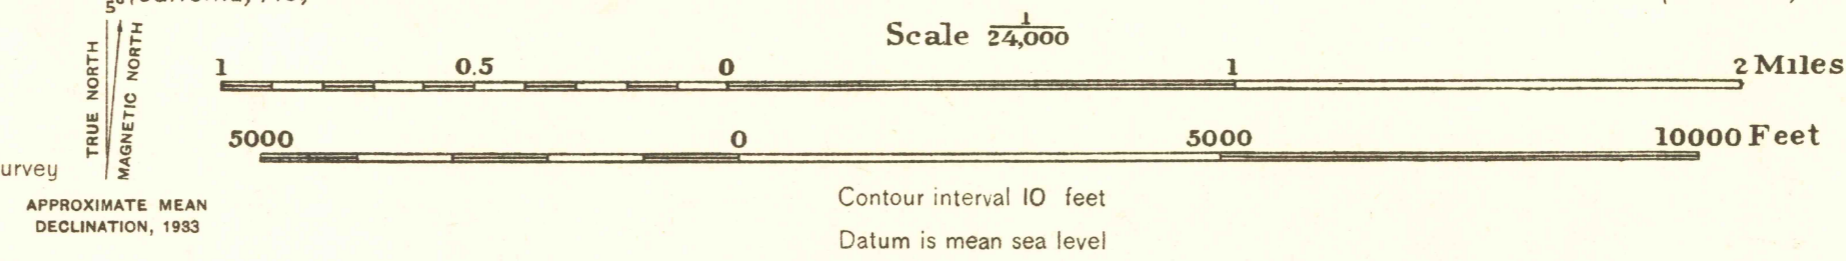 Scale 1/24,000
1 0.5 0 1 2 Miles
5000 0 5000 10000 Feet
TRUE NORTH
MAGNETIC NORTH
urvey
APPROXIMATE MEAN
DECLINATION, 1933
Contour interval 10 feet
Datum is mean sea level